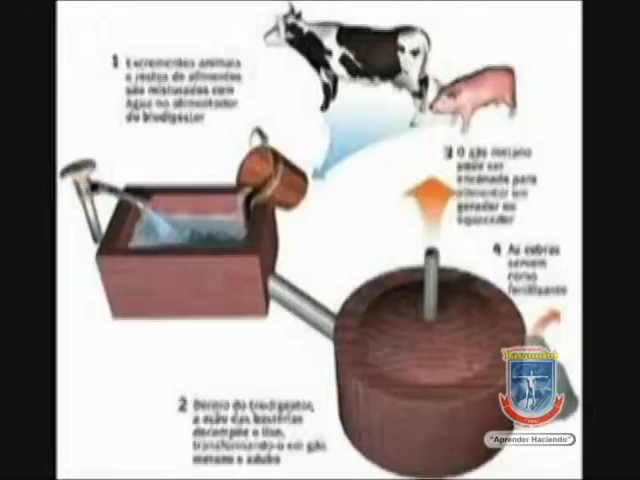 1 Excrementos animais
e restos de alimentos
são misturados com
água no alimentador
do biodigestor
3 O gás metano
pode ser
encanado para
alimentar um
gerador ou
aquecedor
4 As sobras
servem
como
fertilizante
2 Dentro do biodigestor,
a ação das bactérias
decompõe o lixo,
transformando-o em gás
metano e adubo
"Aprender Haciendo"